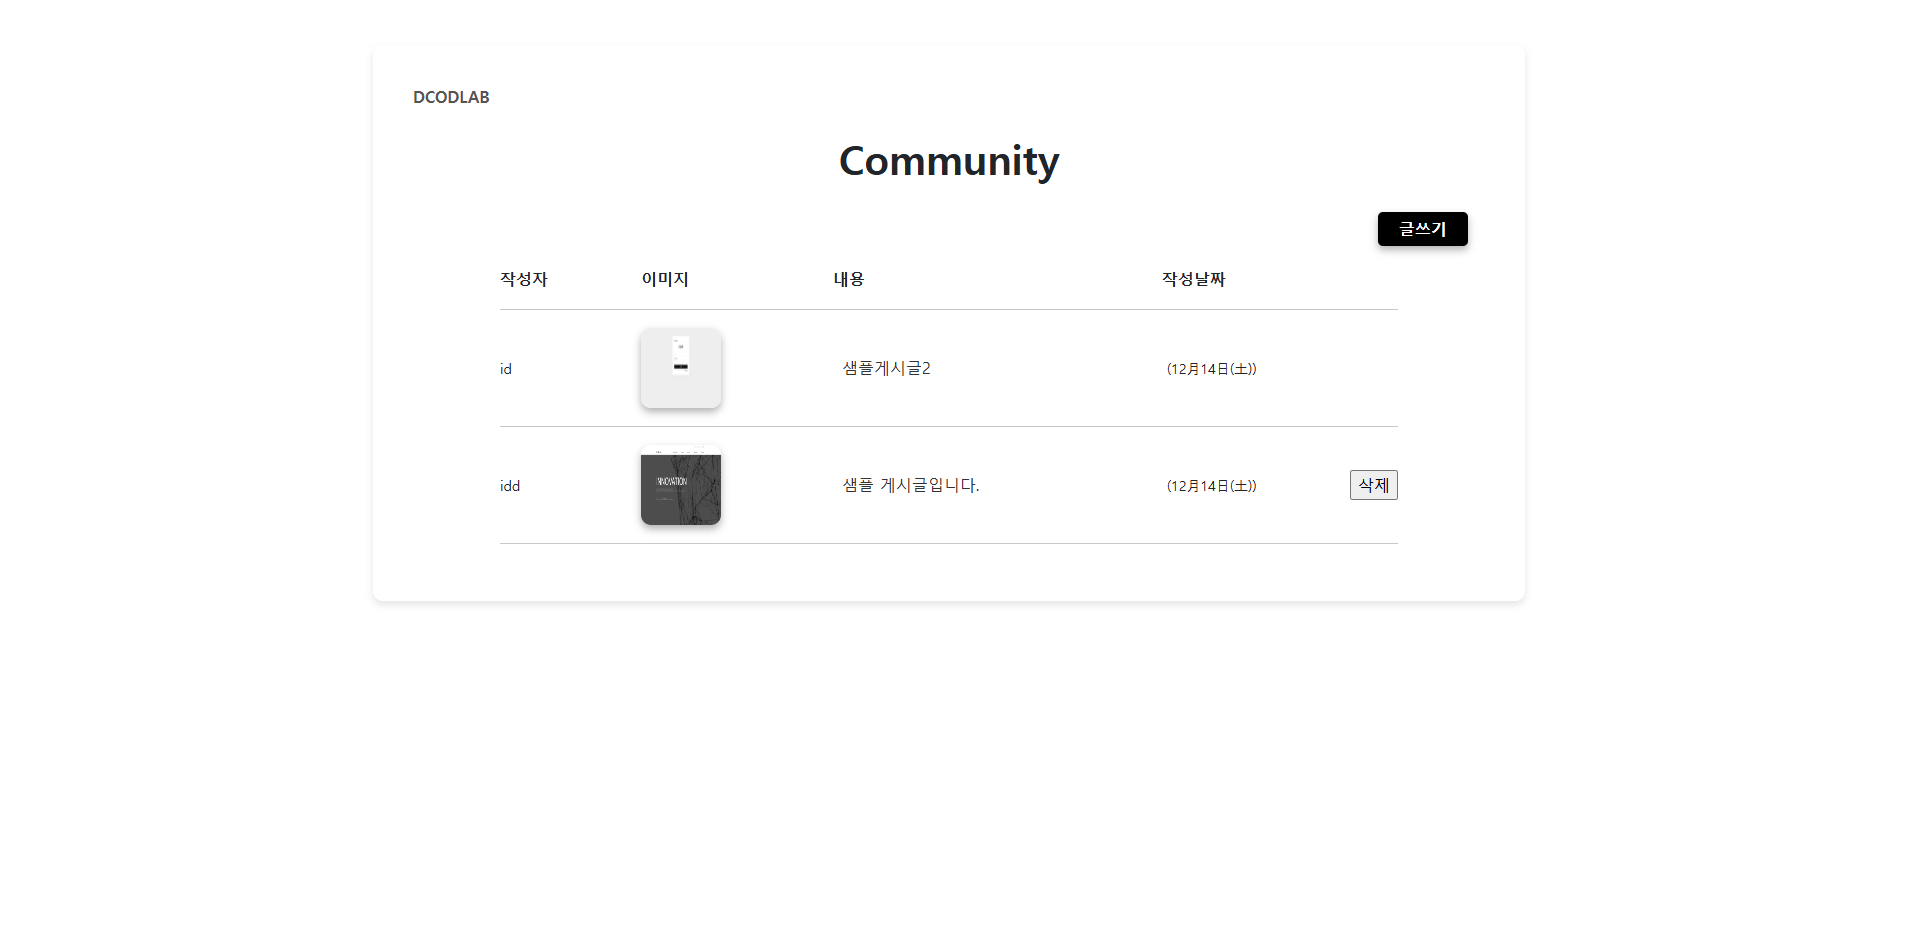 DCODLAB
Community
글쓰기
작성자 이미지 내용 작성날짜
id 샘플게시글2 (12月14日(土))
INNOVATION
idd 샘플 게시글입니다. (12月14日(土)) 삭제